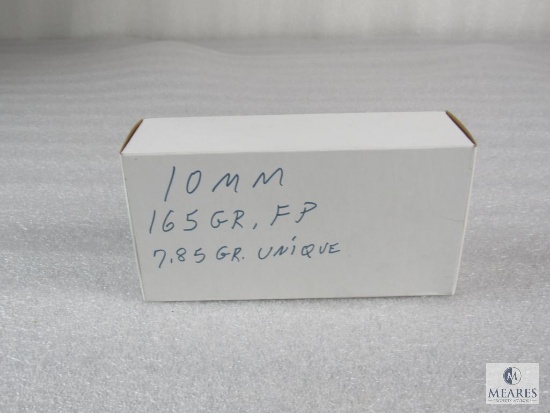 10MM
165GR, FP
7.85 GR. UNIQUE
M
MEARES